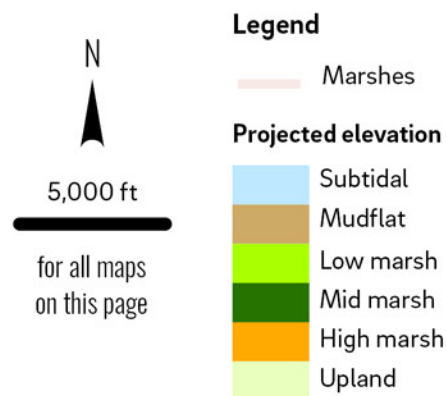 N
5,000 ft
for all maps
on this page
Legend
Marshes
Projected elevation
Subtidal
Mudflat
Low marsh
Mid marsh
High marsh
Upland